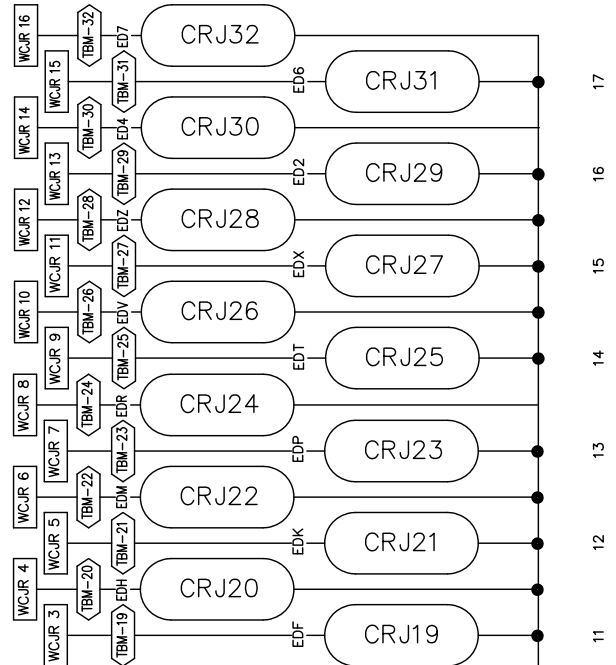 WCJR 16 TBM-32 ED7 CRJ32
WCJR 15 TBM-31 ED6 CRJ31 17
WCJR 14 TBM-30 ED4 CRJ30
WCJR 13 TBM-29 ED2 CRJ29 16
WCJR 12 TBM-28 EDZ CRJ28
WCJR 11 TBM-27 EDX CRJ27 15
WCJR 10 TBM-26 EDV CRJ26
WCJR 9 TBM-25 EDT CRJ25 14
WCJR 8 TBM-24 EDR CRJ24
WCJR 7 TBM-23 EDP CRJ23 13
WCJR 6 TBM-22 EDM CRJ22
WCJR 5 TBM-21 EDK CRJ21 12
WCJR 4 TBM-20 EDH CRJ20
WCJR 3 TBM-19 EDF CRJ19 11